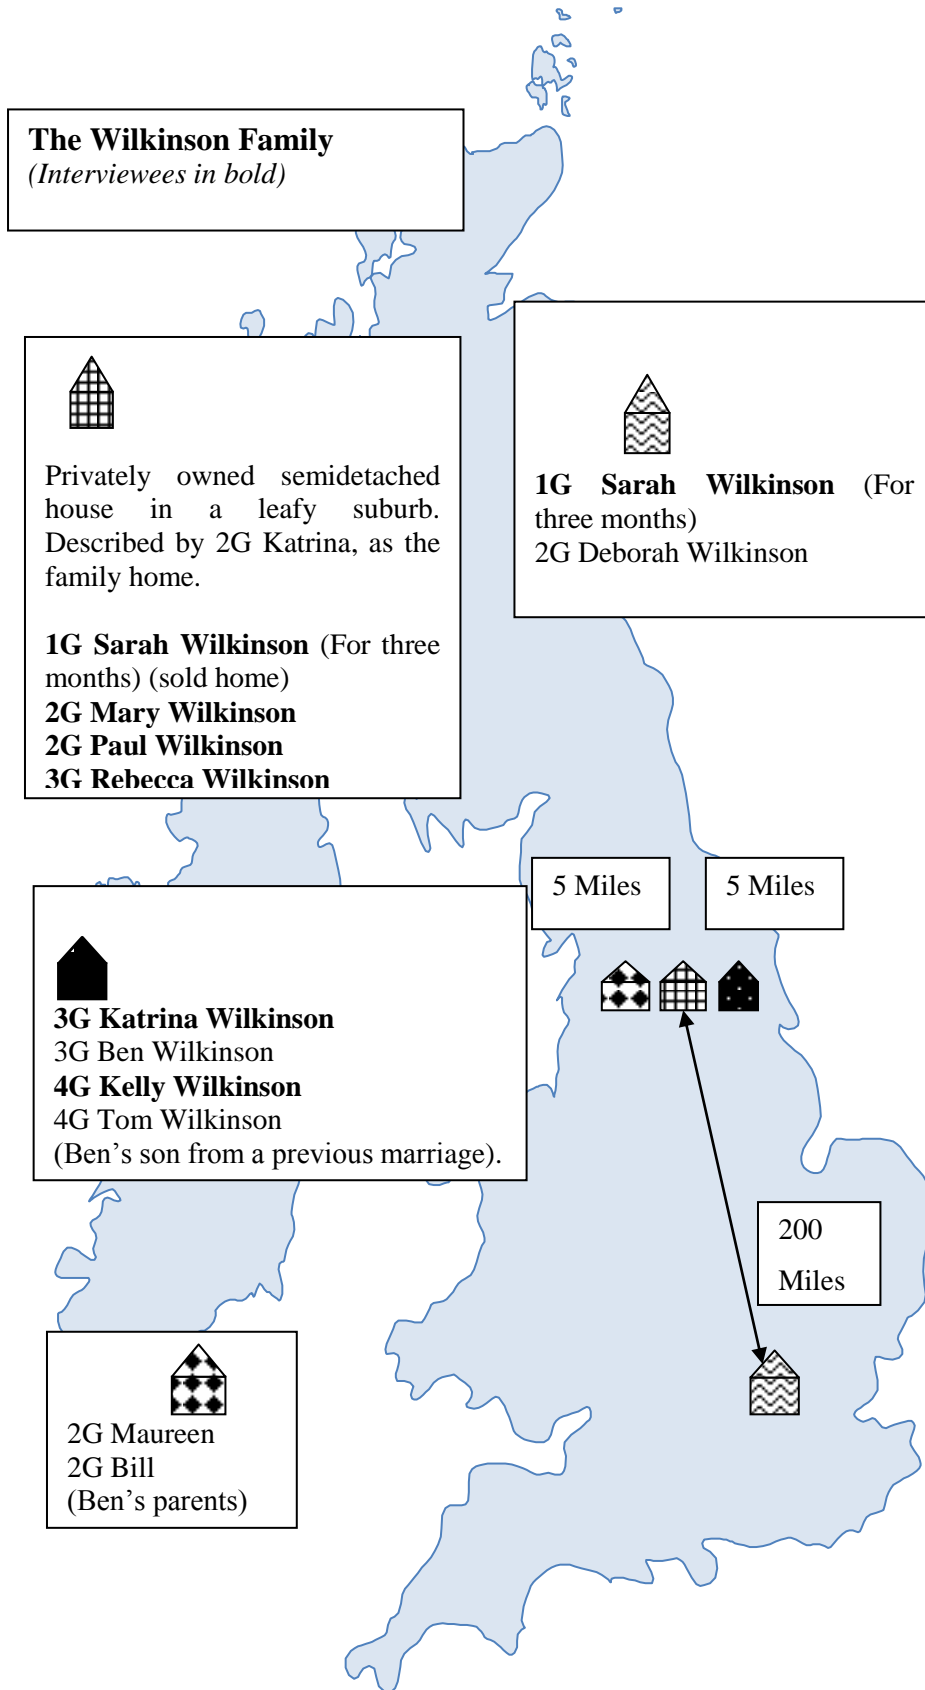 The Wilkinson Family
(Interviewees in bold)
Privately owned semidetached
house in a leafy suburb.
Described by 2G Katrina, as the
family home.
1G Sarah Wilkinson (For three
months) (sold home)
2G Mary Wilkinson
2G Paul Wilkinson
3G Rebecca Wilkinson
1G Sarah Wilkinson (For
three months)
2G Deborah Wilkinson
5 Miles
5 Miles
3G Katrina Wilkinson
3G Ben Wilkinson
4G Kelly Wilkinson
4G Tom Wilkinson
(Ben’s son from a previous marriage).
200
Miles
2G Maureen
2G Bill
(Ben’s parents)